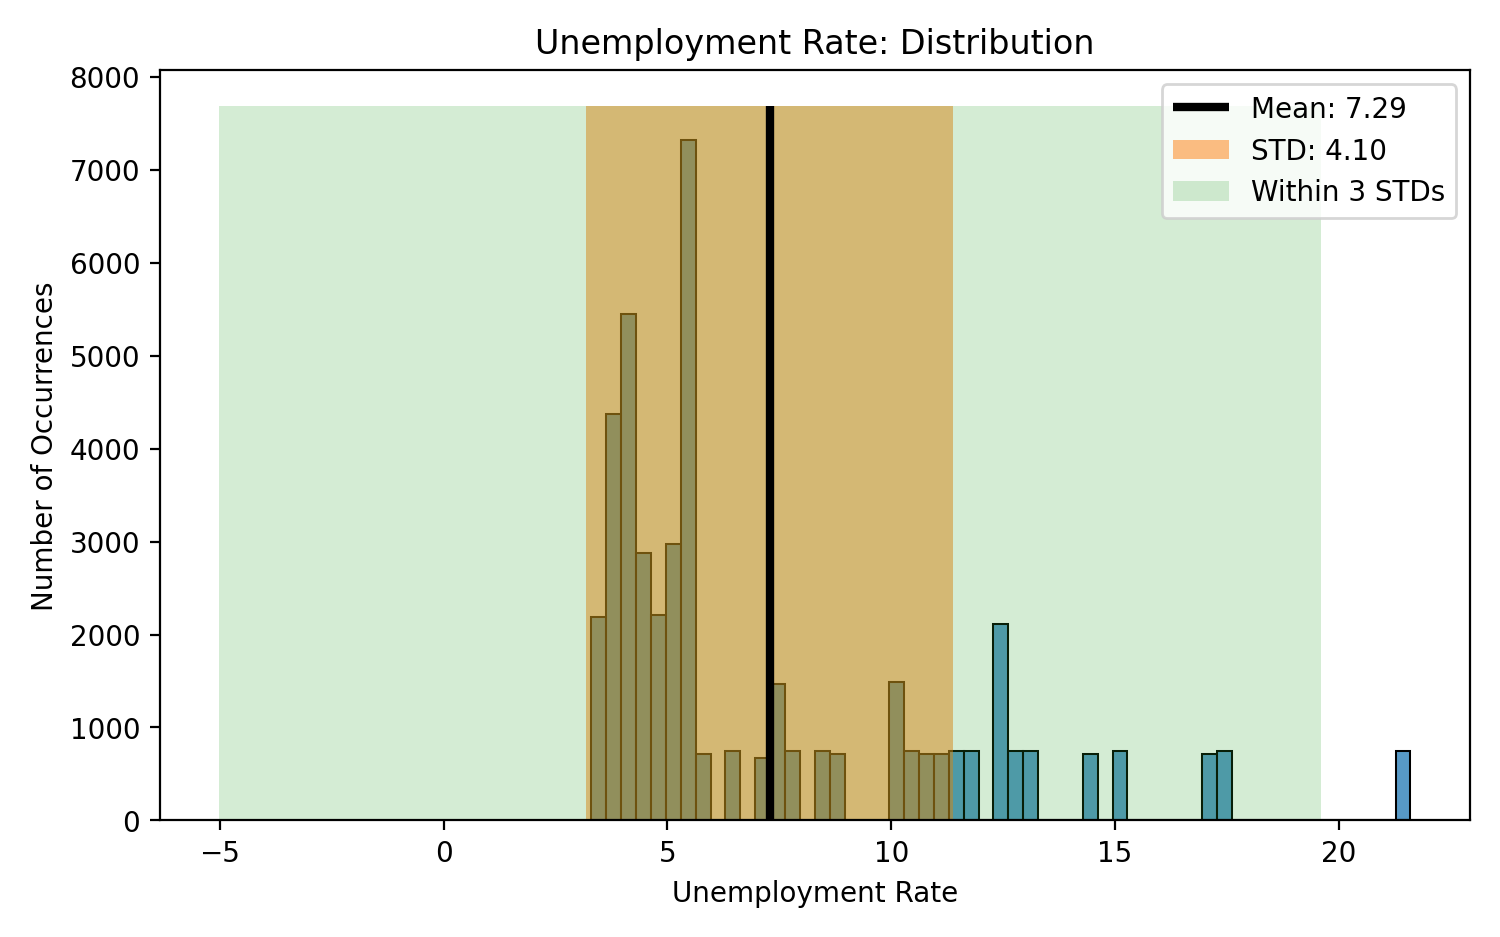 Unemployment Rate: Distribution
Mean: 7.29
STD: 4.10
Within 3 STDs
Number of Occurrences
8000
7000
6000
5000
4000
3000
2000
1000
0
−5
0
5
10
15
20
Unemployment Rate